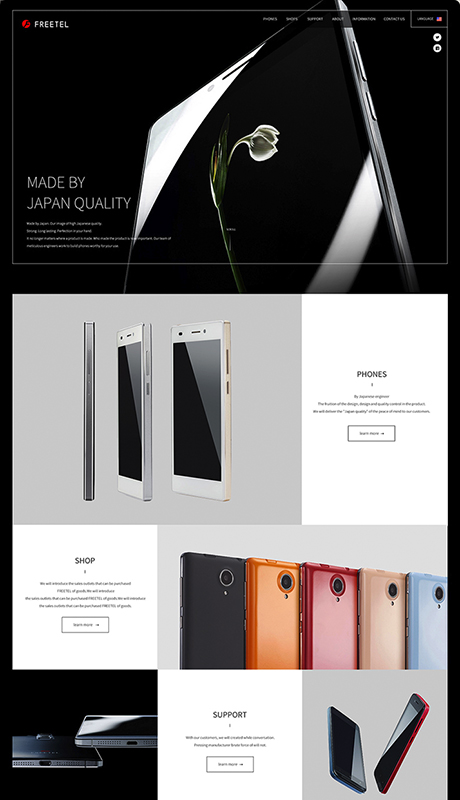 FREETEL
PHONES SHOPS SUPPORT ABOUT INFORMATION CONTACT US LANGUAGE
MADE BY
JAPAN QUALITY
Made by Japan. Our image of high Japanese quality.
Strong. Long lasting. Perfection in your hand.
It no longer matters where a product is made. Who made the product is now important. Our team of
meticulous engineers work to build phones worthy for your use.
PHONES
By Japanese engineer
The fruition of the design, design and quality control in the product.
We will deliver the "Japan quality" of the peace of mind to our customers.
learn more →
SHOP
We will introduce the sales outlets that can be purchased
FREETEL of goods.We will introduce
the sales outlets that can be purchased FREETEL of goods.We will introduce
the sales outlets that can be purchased FREETEL of goods.
learn more →
SUPPORT
With our customers, we will created while conversation.
Pressing manufacturer brute force of will not.
learn more →